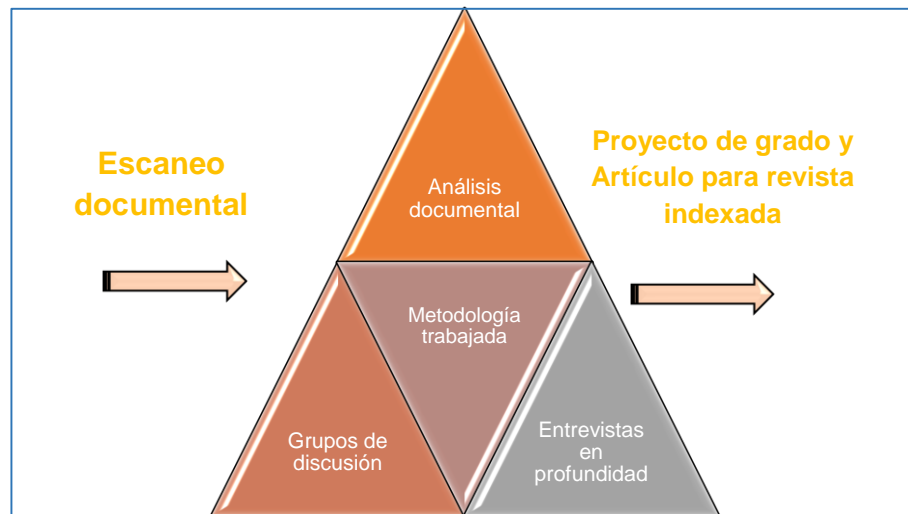 Escaneo
documental
Análisis
documental
Proyecto de grado y
Artículo para revista
indexada
Metodología
trabajada
Grupos de
discusión
Entrevistas
en
profundidad